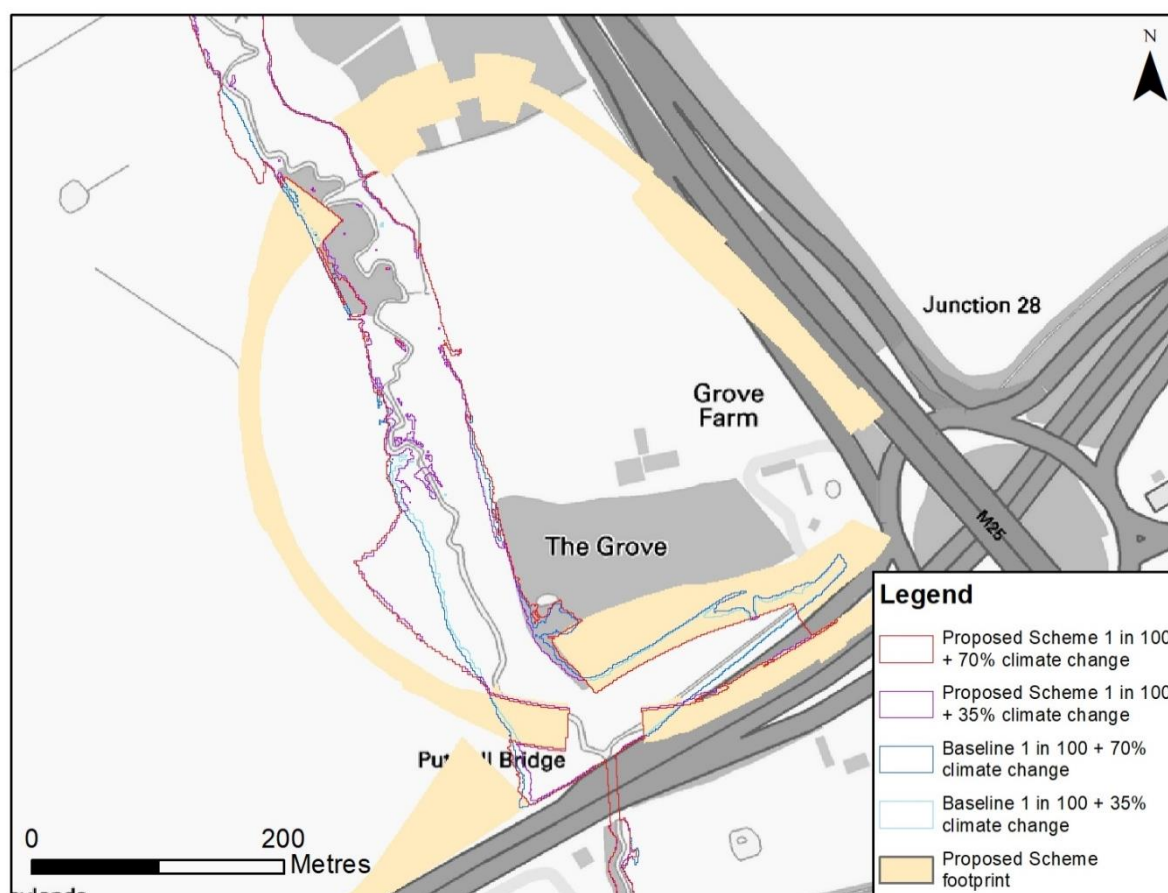 N
Junction 28
Grove
Farm
The Grove
M25
Bridge
0
200
Metres
Legend
Proposed Scheme 1 in 100
+ 70% climate change
Proposed Scheme 1 in 100
+ 35% climate change
Baseline 1 in 100 + 70%
climate change
Baseline 1 in 100 + 35%
climate change
Proposed Scheme
footprint